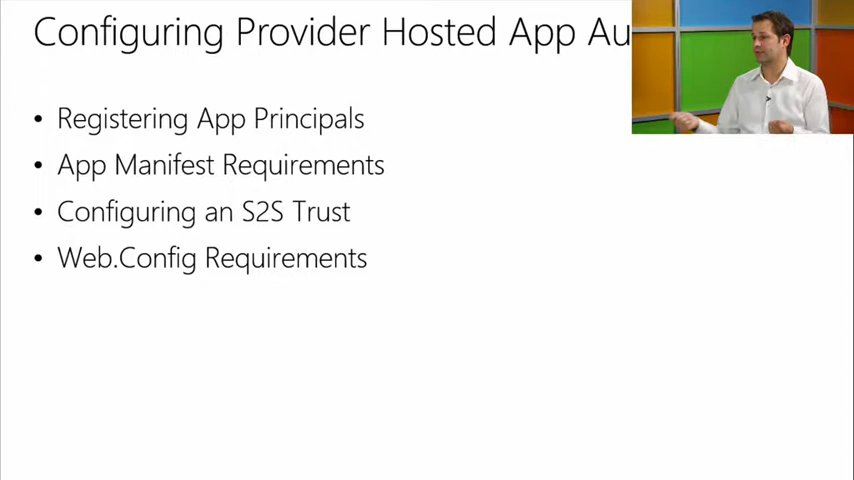 Configuring Provider Hosted App Au
• Registering App Principals
• App Manifest Requirements
• Configuring an S2S Trust
• Web.Config Requirements